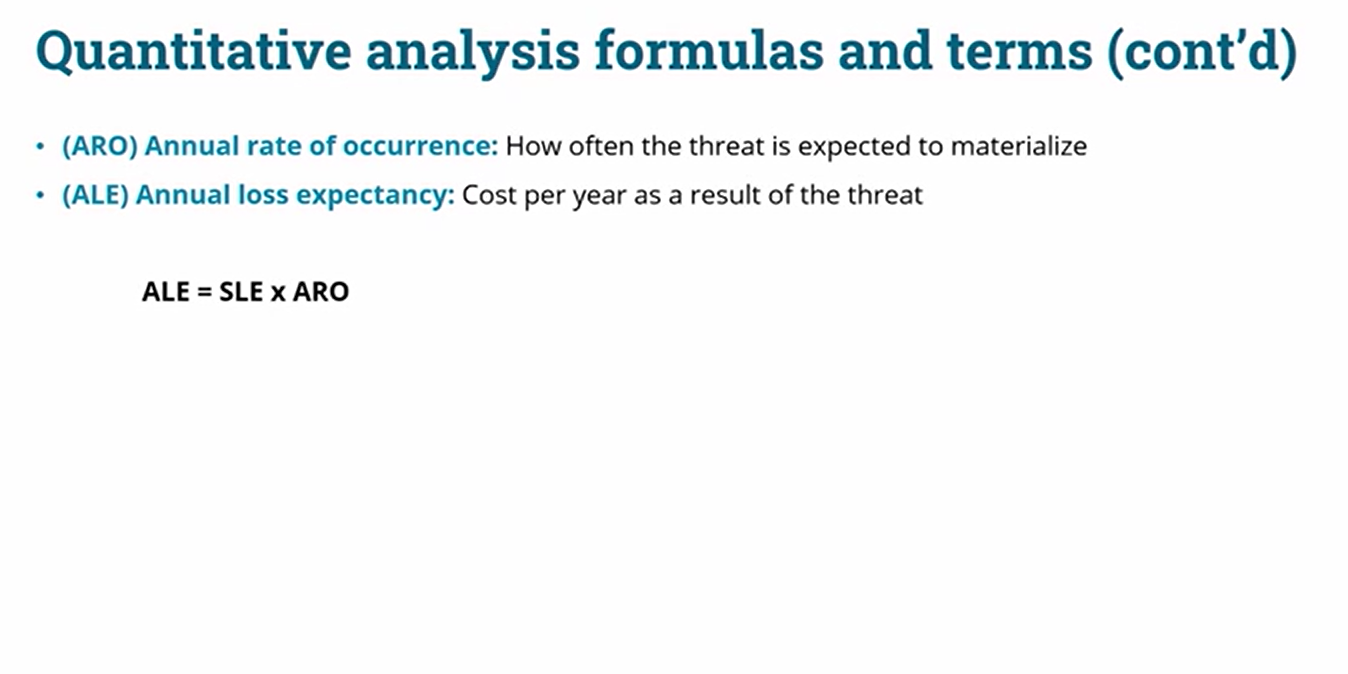 Quantitative analysis formulas and terms (cont’d)
• (ARO) Annual rate of occurrence: How often the threat is expected to materialize
• (ALE) Annual loss expectancy: Cost per year as a result of the threat
ALE = SLE x ARO